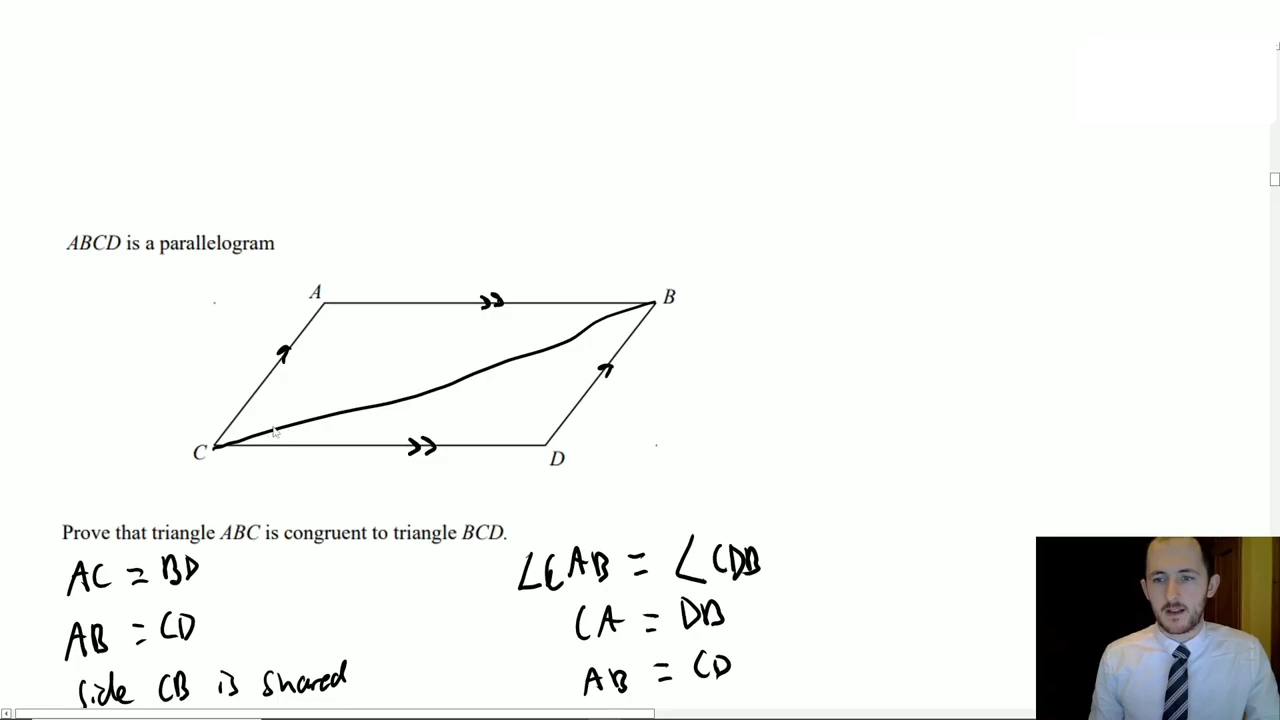 ABCD is a parallelogram
A
B
C
D
Prove that triangle ABC is congruent to triangle BCD.
AC = BD
AB = CD
side CB is shared
∠CAB = ∠CDB
CA = DB
AB = CD